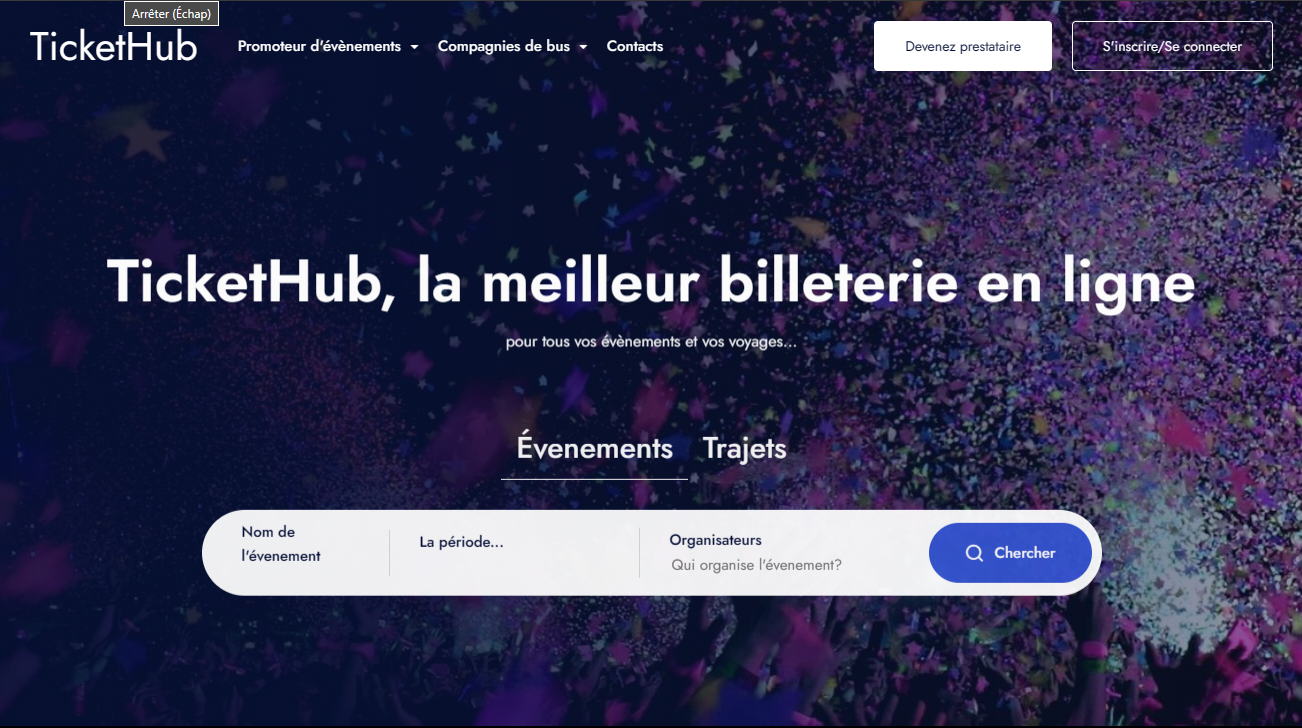 Arrêter (Échap)
TicketHub
Promoteur d'évènements
Compagnies de bus
Contacts
Devenez prestataire
S'inscrire/Se connecter
TicketHub, la meilleur billeterie en ligne
pour tous vos évènements et vos voyages...
Évenements
Trajets
Nom de
l'évenement
La période...
Organisateurs
Qui organise l'évenement?
Chercher